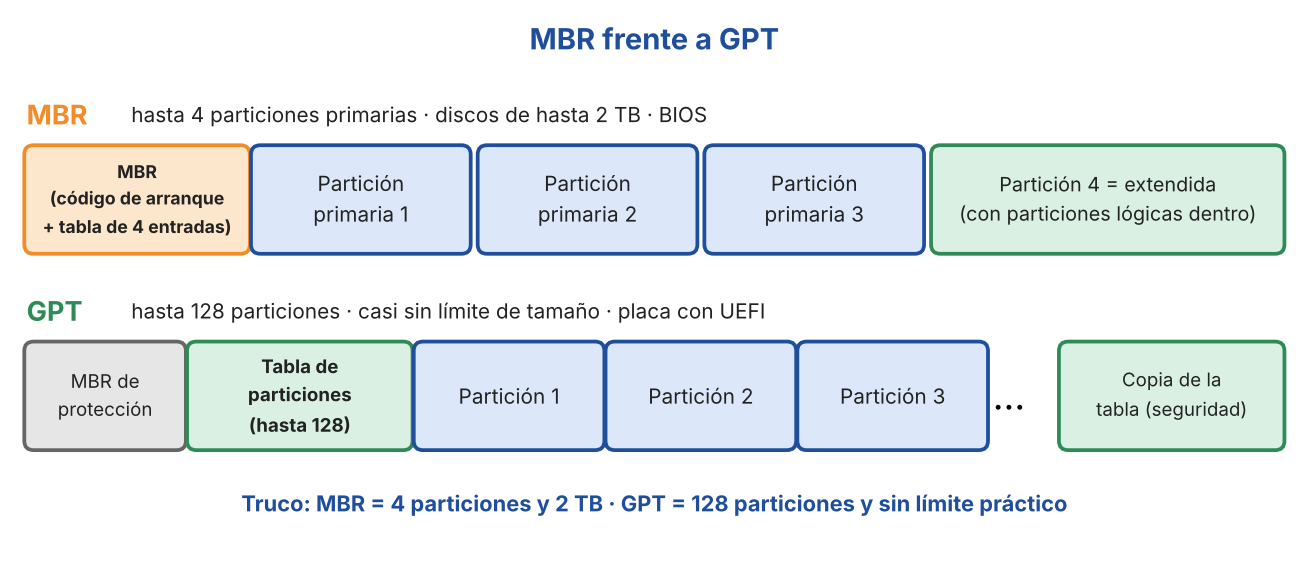 MBR frente a GPT
MBR
hasta 4 particiones primarias · discos de hasta 2 TB · BIOS
MBR
(código de arranque
+ tabla de 4 entradas)
Partición
primaria 1
Partición
primaria 2
Partición
primaria 3
Partición 4 = extendida
(con particiones lógicas dentro)
GPT
hasta 128 particiones · casi sin límite de tamaño · placa con UEFI
MBR de
protección
Tabla de
particiones
(hasta 128)
Partición 1
Partición 2
Partición 3
...
Copia de la
tabla (seguridad)
Truco: MBR = 4 particiones y 2 TB · GPT = 128 particiones y sin límite práctico